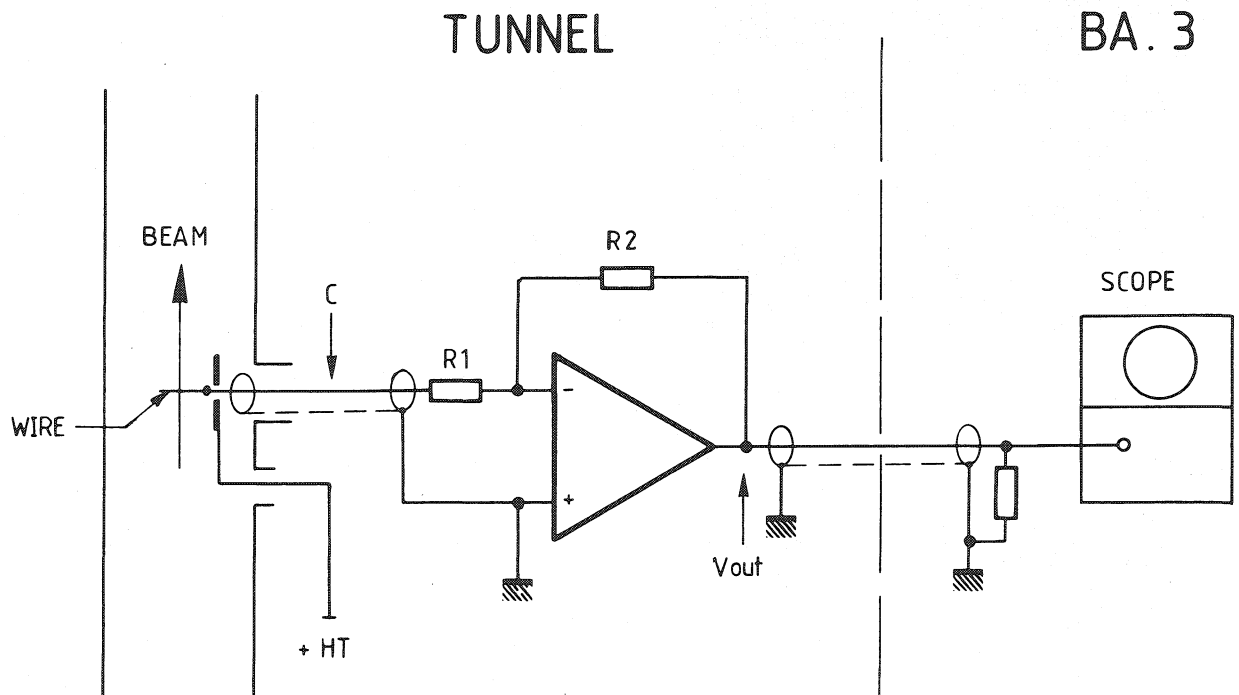 TUNNEL
BA. 3
BEAM
R2
SCOPE
C
R1
WIRE
-
+
Vout
+ HT